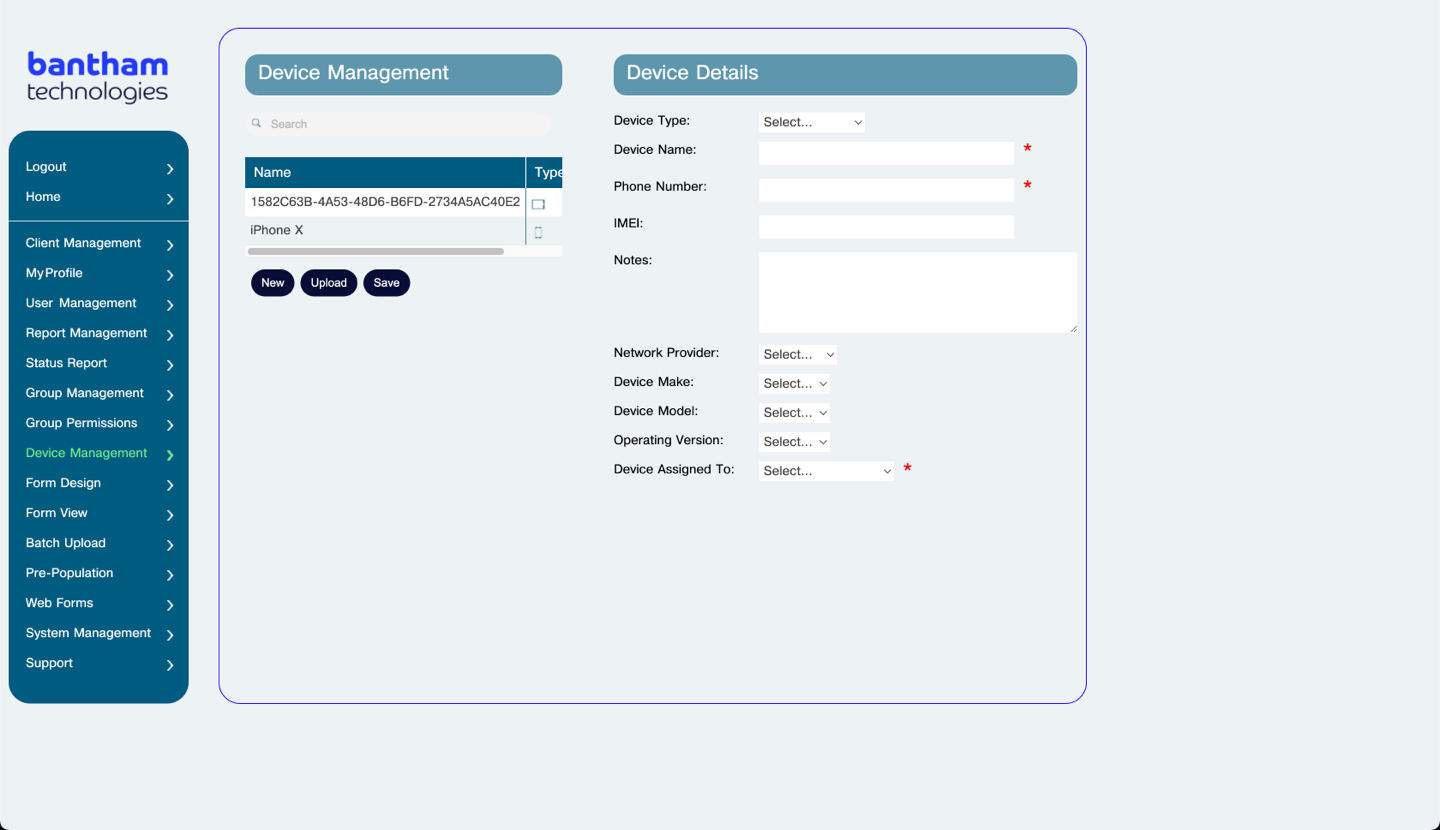 bantham
technologies
Logout
Home
Client Management
My Profile
User Management
Report Management
Status Report
Group Management
Group Permissions
Device Management
Form Design
Form View
Batch Upload
Pre-Population
Web Forms
System Management
Support
Device Management
Search
Name Type
1582C63B-4A53-48D6-B6FD-2734A5AC40E2
iPhone X
New Upload Save
Device Details
Device Type: Select...
Device Name: *
Phone Number: *
IMEI:
Notes:
Network Provider: Select...
Device Make: Select...
Device Model: Select...
Operating Version: Select...
Device Assigned To: Select... *